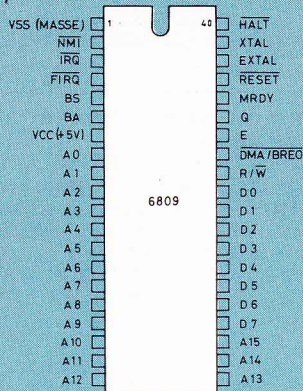 VSS (MASSE) 1 40 HALT
NMI XTAL
IRQ EXTAL
FIRQ RESET
BS MRDY
BA Q
VCC(+5V) E
A0 DMA/BREQ
A1 R/W
A2 D0
6809
A3 D1
A4 D2
A5 D3
A6 D4
A7 D5
A8 D6
A9 D7
A10 A15
A11 A14
A12 A13